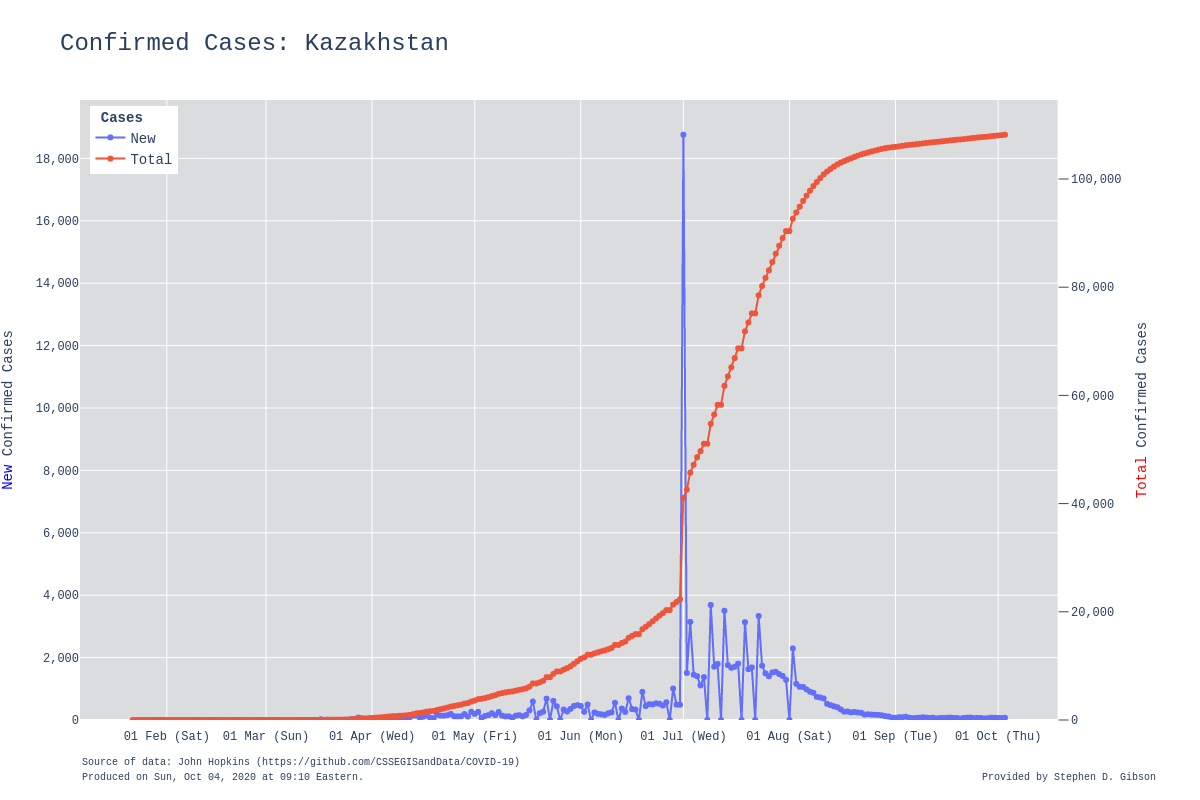 Confirmed Cases: Kazakhstan
Cases
New
Total
18,000
16,000
14,000
12,000
10,000
8,000
6,000
4,000
2,000
0
New Confirmed Cases
100,000
80,000
60,000
40,000
20,000
0
Total Confirmed Cases
01 Feb (Sat) 01 Mar (Sun) 01 Apr (Wed) 01 May (Fri) 01 Jun (Mon) 01 Jul (Wed) 01 Aug (Sat) 01 Sep (Tue) 01 Oct (Thu)
Source of data: John Hopkins (https://github.com/CSSEGISandData/COVID-19)
Produced on Sun, Oct 04, 2020 at 09:10 Eastern.
Provided by Stephen D. Gibson